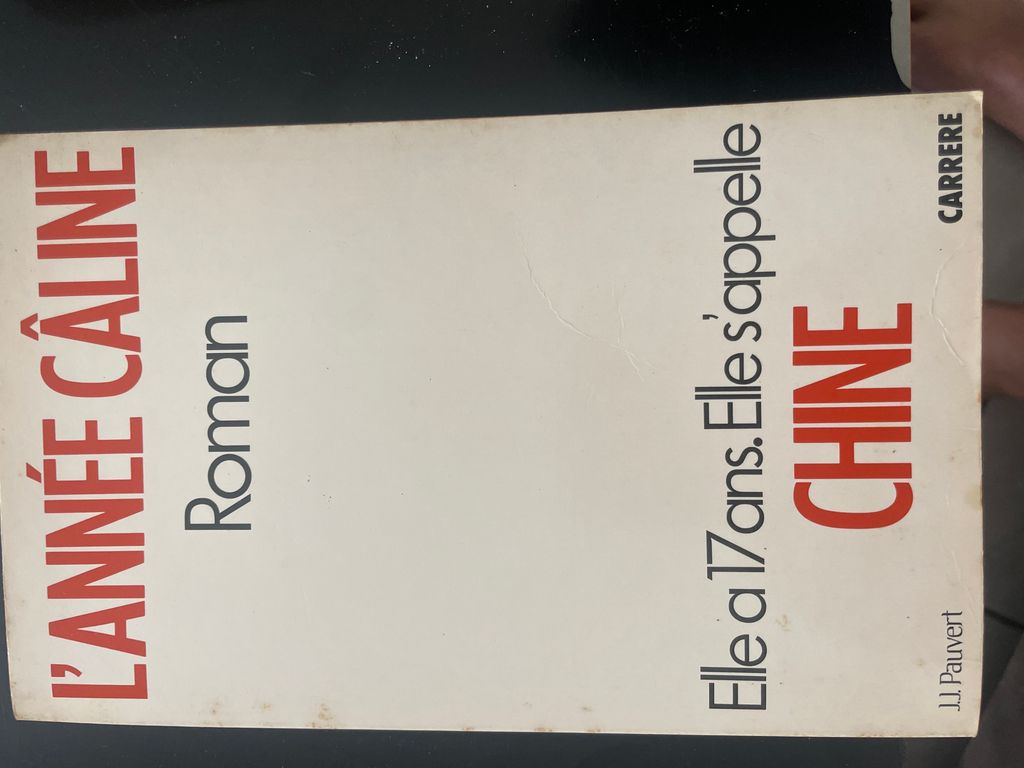 L'ANNÉE CÂLINE
Roman
Elle a 17 ans. Elle s'appelle
CHINE
J.J. Pauvert CARRERE